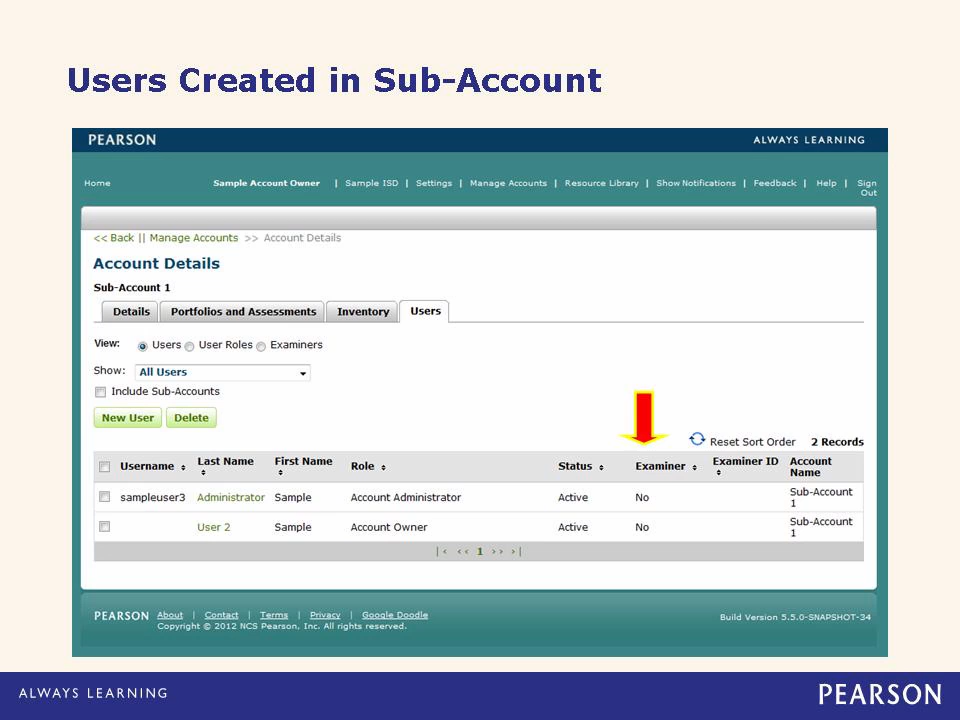 Users Created in Sub-Account
PEARSON ALWAYS LEARNING
Home Sample Account Owner | Sample ISD | Settings | Manage Accounts | Resource Library | Show Notifications | Feedback | Help | Sign Out
<< Back || Manage Accounts >> Account Details
Account Details
Sub-Account 1
Details Portfolios and Assessments Inventory Users
View: Users User Roles Examiners
Show: All Users
Include Sub-Accounts
New User Delete
Reset Sort Order 2 Records
Username Last Name First Name Role Status Examiner Examiner ID Account Name
sampleuser3 Administrator Sample Account Administrator Active No Sub-Account 1
User 2 Sample Account Owner Active No Sub-Account 1
|< << 1 >> >|
PEARSON About | Contact | Terms | Privacy | Google Doodle
Copyright © 2012 NCS Pearson, Inc. All rights reserved.
Build Version 5.5.0-SNAPSHOT-34
ALWAYS LEARNING PEARSON